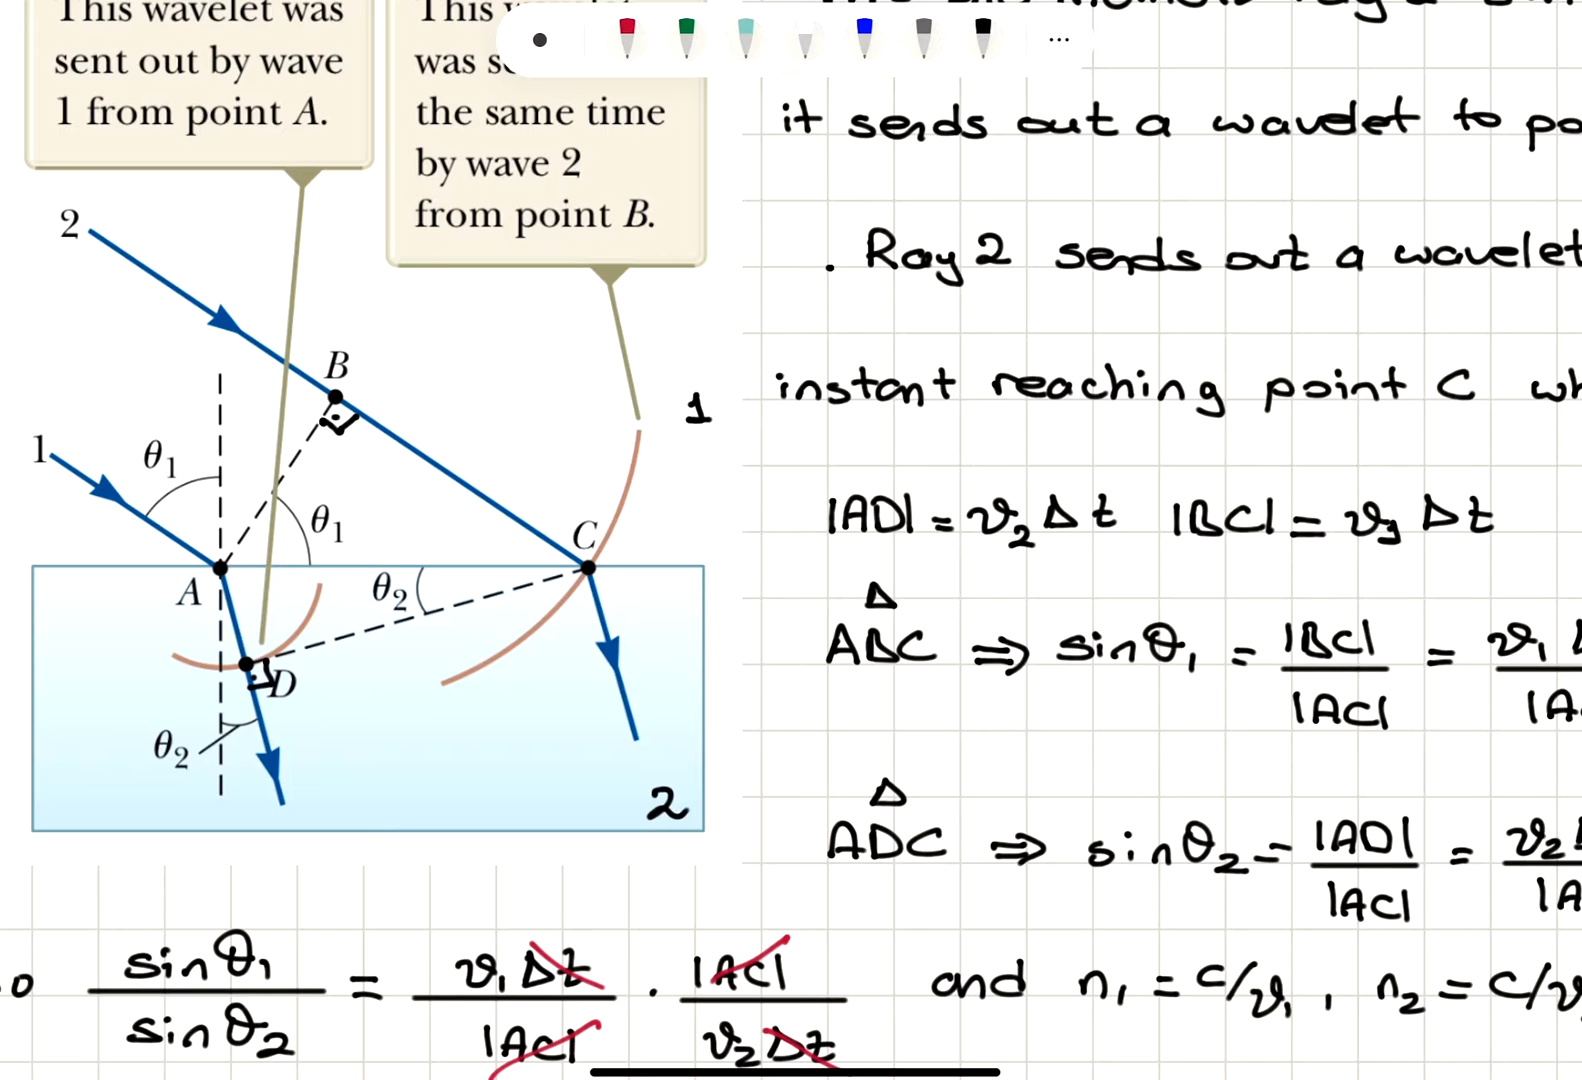 This wavelet was
sent out by wave
1 from point A.
This
was
the same time
by wave 2
from point B.
2
B
1
θ1
θ1
C
A
θ2
D
θ2
1
2
it sends out a wavelet to
. Ray 2 sends out a wavelet
instant reaching point C
|AD| = v2 Δt |BC| = v1 Δt
Δ
ABC ⇒ sinθ1 = |BC| / |AC| = v1
Δ
ADC ⇒ sinθ2 = |AD| / |AC| = v2
sinθ1 / sinθ2 = v1 Δt / |AC| . |AC| / v2 Δt and n1 = c/v1 , n2 = c/v